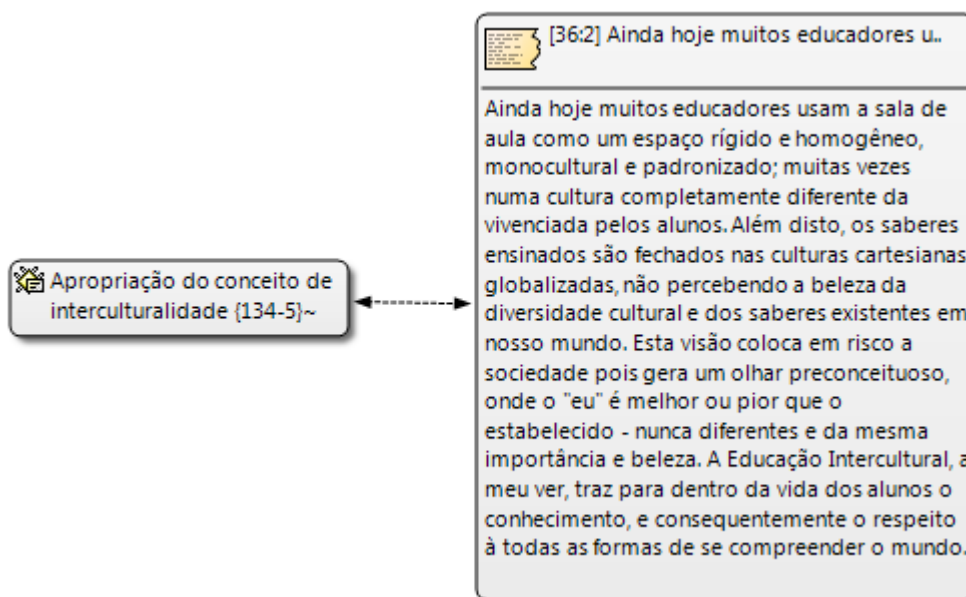 [36:2] Ainda hoje muitos educadores u..
Ainda hoje muitos educadores usam a sala de
aula como um espaço rígido e homogêneo,
monocultural e padronizado; muitas vezes
numa cultura completamente diferente da
vivenciada pelos alunos. Além disto, os saberes
ensinados são fechados nas culturas cartesianas
globalizadas, não percebendo a beleza da
diversidade cultural e dos saberes existentes em
nosso mundo. Esta visão coloca em risco a
sociedade pois gera um olhar preconceituoso,
onde o "eu" é melhor ou pior que o
estabelecido - nunca diferentes e da mesma
importância e beleza. A Educação Intercultural, a
meu ver, traz para dentro da vida dos alunos o
conhecimento, e consequentemente o respeito
à todas as formas de se compreender o mundo.
Apropriação do conceito de
interculturalidade {134-5}~